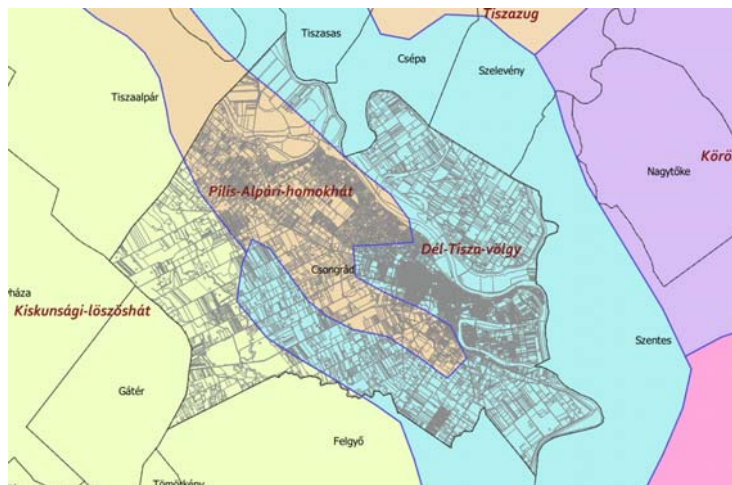 Tiszazug
Tiszasas
Csépa
Szelevény
Tiszaalpár
Körö
Nagytőke
Pilis-Alpári-homokhát
Dél-Tisza-völgy
Csongrád
háza
Kiskunsági-löszöshát
Szentes
Gátér
Felgyő
Tömörkény